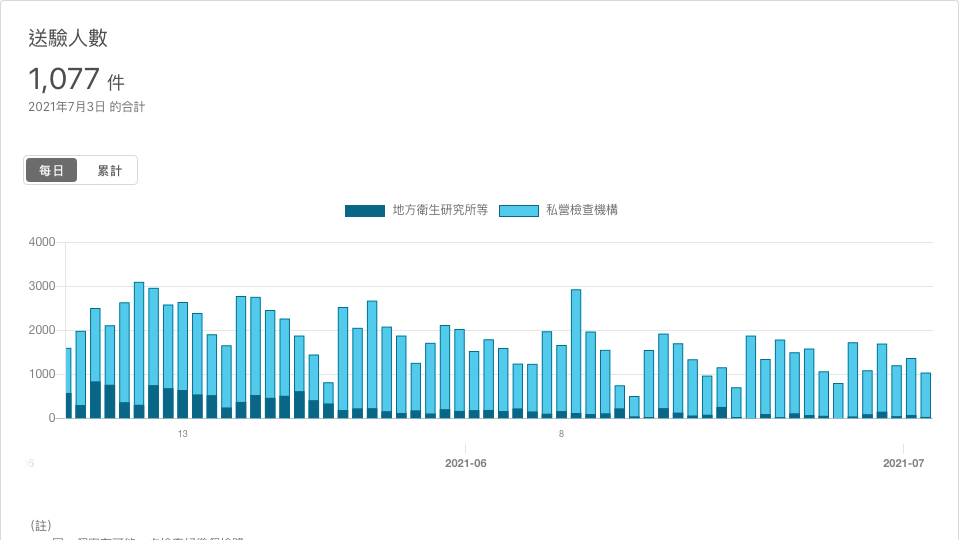 送驗人數
1,077 件
2021年7月3日 的合計
每日 累計
地方衛生研究所等 私營檢查機構
4000
3000
2000
1000
0
13 8
2021-06 2021-07
（註）